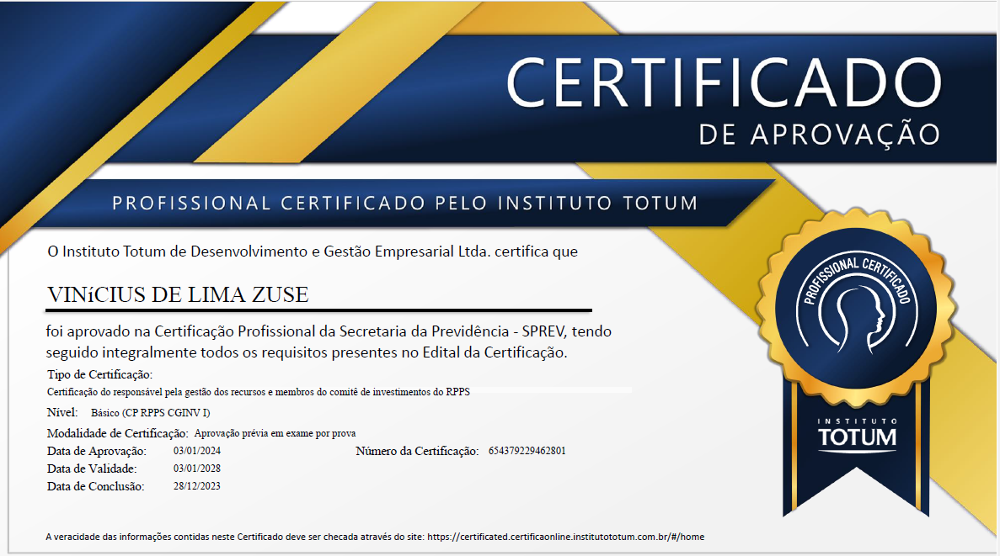 CERTIFICADO
DE APROVAÇÃO
PROFISSIONAL CERTIFICADO PELO INSTITUTO TOTUM
O Instituto Totum de Desenvolvimento e Gestão Empresarial Ltda. certifica que
VINíCIUS DE LIMA ZUSE
foi aprovado na Certificação Profissional da Secretaria da Previdência - SPREV, tendo
seguido integralmente todos os requisitos presentes no Edital da Certificação.
Tipo de Certificação:
Certificação do responsável pela gestão dos recursos e membros do comitê de investimentos do RPPS
Nível: Básico (CP RPPS CGINV I)
Modalidade de Certificação: Aprovação prévia em exame por prova
Data de Aprovação: 03/01/2024 Número da Certificação: 654379229462801
Data de Validade: 03/01/2028
Data de Conclusão: 28/12/2023
PROFISSIONAL CERTIFICADO
INSTITUTO
TOTUM
A veracidade das informações contidas neste Certificado deve ser checada através do site: https://certificated.certificaonline.institutototum.com.br/#/home